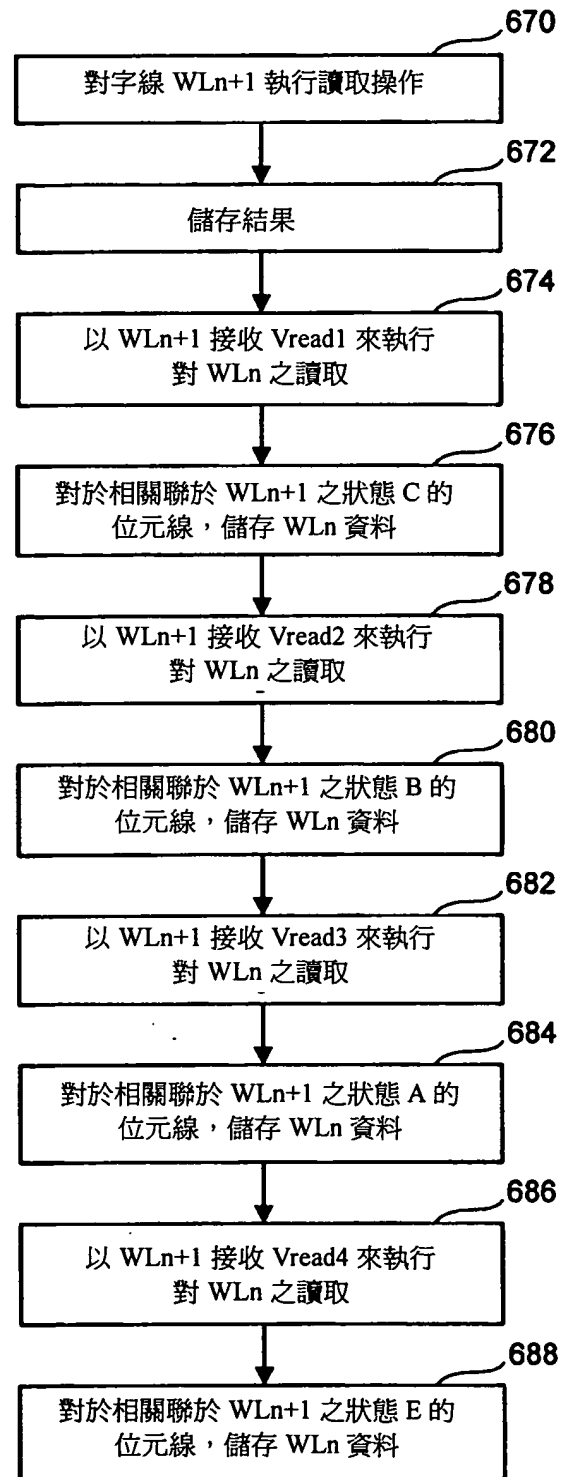 670
對字線 WLn+1 執行讀取操作
672
儲存結果
674
以 WLn+1 接收 Vread1 來執行
對 WLn 之讀取
676
對於相關聯於 WLn+1 之狀態 C 的
位元線，儲存 WLn 資料
678
以 WLn+1 接收 Vread2 來執行
對 WLn 之讀取
680
對於相關聯於 WLn+1 之狀態 B 的
位元線，儲存 WLn 資料
682
以 WLn+1 接收 Vread3 來執行
對 WLn 之讀取
684
對於相關聯於 WLn+1 之狀態 A 的
位元線，儲存 WLn 資料
686
以 WLn+1 接收 Vread4 來執行
對 WLn 之讀取
688
對於相關聯於 WLn+1 之狀態 E 的
位元線，儲存 WLn 資料